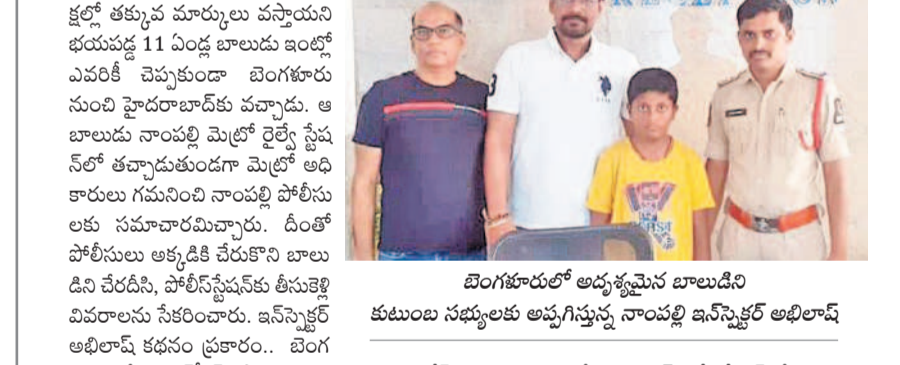 క్షల్లో తక్కువ మార్కులు వస్తాయని
భయపడ్డ 11 ఏండ్ల బాలుడు ఇంట్లో
ఎవరికీ చెప్పకుండా బెంగళూరు
నుంచి హైదరాబాద్‌కు వచ్చాడు. ఆ
బాలుడు నాంపల్లి మెట్రో రైల్వే స్టేష
న్‌లో తచ్చాడుతుండగా మెట్రో అధి
కారులు గమనించి నాంపల్లి పోలీసు
లకు సమాచారమిచ్చారు. దీంతో
పోలీసులు అక్కడికి చేరుకొని బాలు
డిని చేరదీసి, పోలీస్‌స్టేషన్‌కు తీసుకెళ్లి
వివరాలను సేకరించారు. ఇన్‌స్పెక్టర్
అభిలాష్ కథనం ప్రకారం.. బెంగ
బెంగళూరులో అదృశ్యమైన బాలుడిని
కుటుంబ సభ్యులకు అప్పగిస్తున్న నాంపల్లి ఇన్‌స్పెక్టర్ అభిలాష్